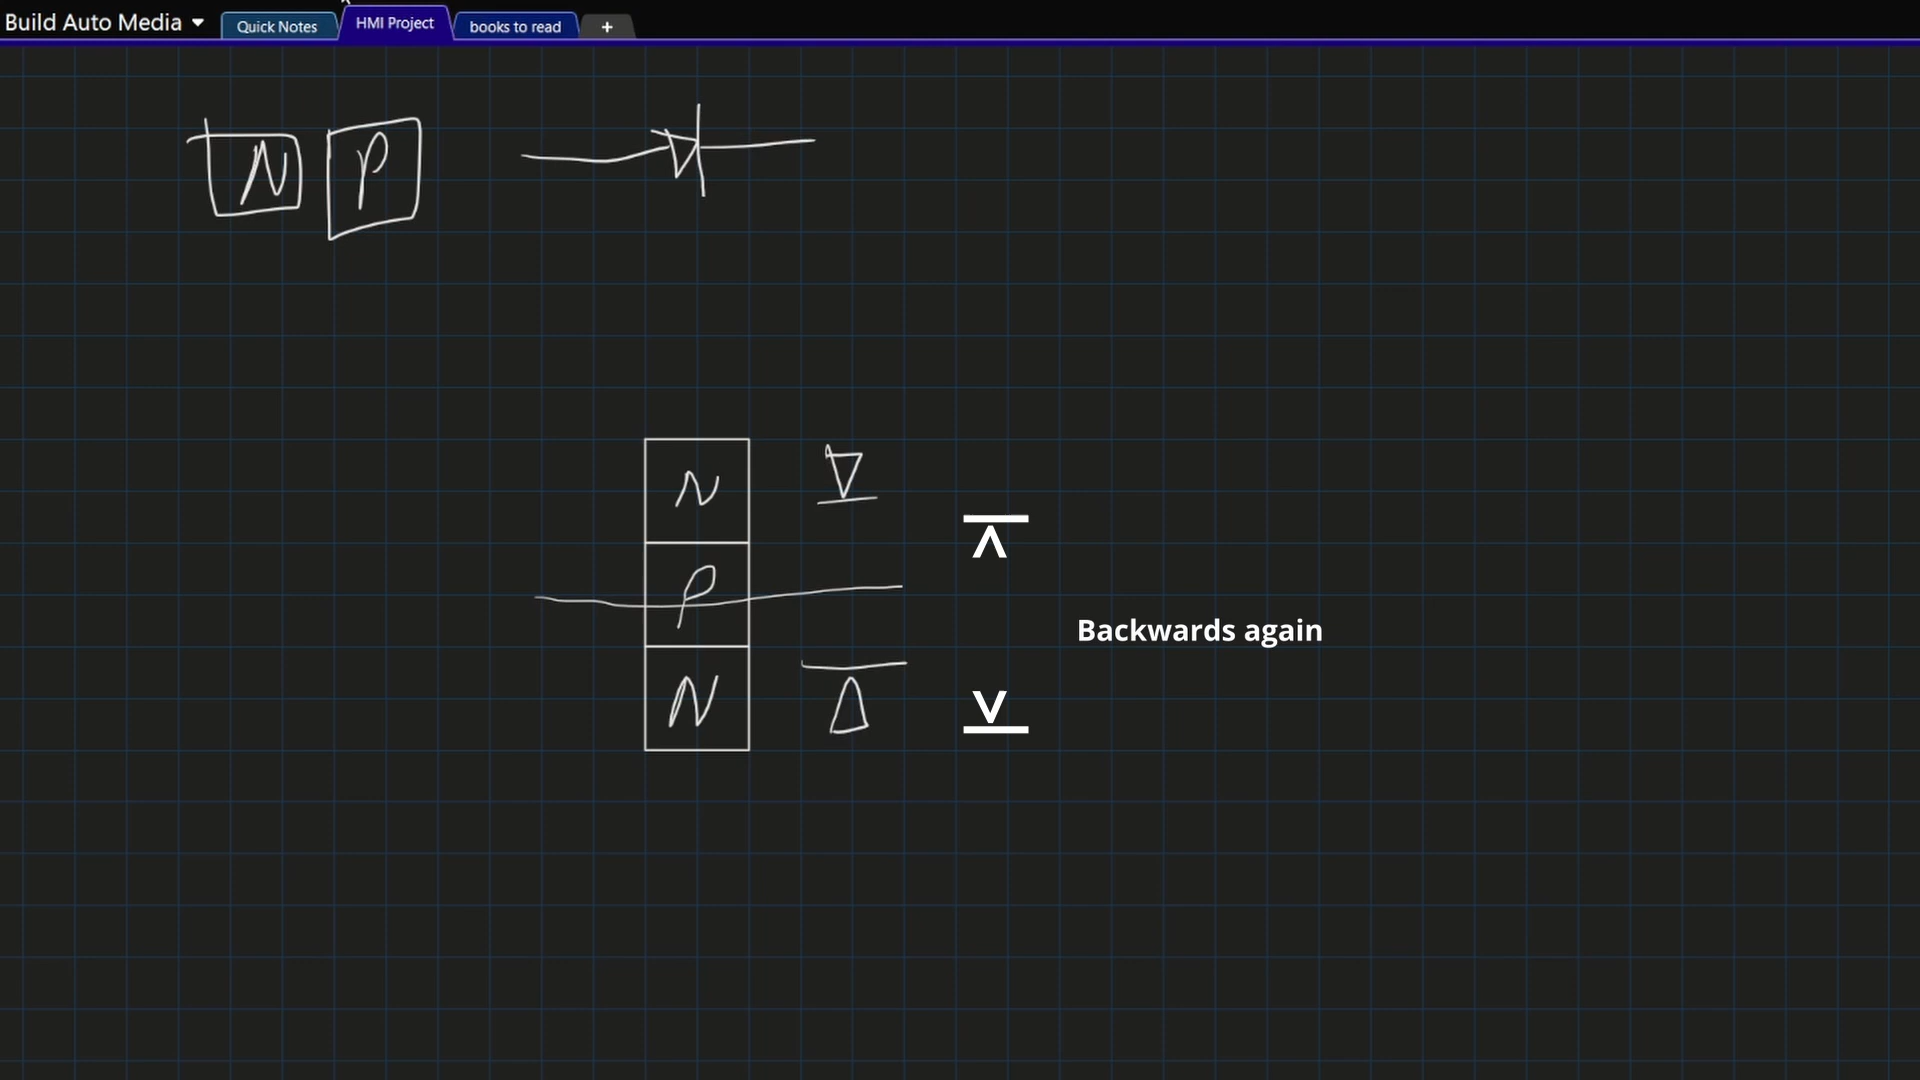 Build Auto Media Quick Notes HMI Project books to read +
N P
N
P
Backwards again
N